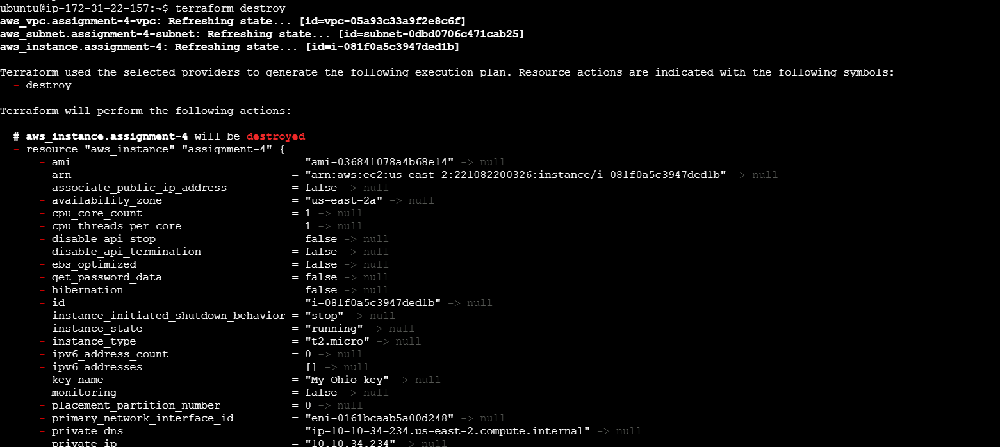 ubuntu@ip-172-31-22-157:~$ terraform destroy
aws_vpc.assignment-4-vpc: Refreshing state... [id=vpc-05a93c33a9f2e8c6f]
aws_subnet.assignment-4-subnet: Refreshing state... [id=subnet-0dbd0706c471cab25]
aws_instance.assignment-4: Refreshing state... [id=i-081f0a5c3947ded1b]

Terraform used the selected providers to generate the following execution plan. Resource actions are indicated with the following symbols:
  - destroy

Terraform will perform the following actions:

  # aws_instance.assignment-4 will be destroyed
  - resource "aws_instance" "assignment-4" {
      - ami                                  = "ami-036841078a4b68e14" -> null
      - arn                                  = "arn:aws:ec2:us-east-2:221082200326:instance/i-081f0a5c3947ded1b" -> null
      - associate_public_ip_address          = false -> null
      - availability_zone                    = "us-east-2a" -> null
      - cpu_core_count                       = 1 -> null
      - cpu_threads_per_core                 = 1 -> null
      - disable_api_stop                     = false -> null
      - disable_api_termination              = false -> null
      - ebs_optimized                        = false -> null
      - get_password_data                    = false -> null
      - hibernation                          = false -> null
      - id                                   = "i-081f0a5c3947ded1b" -> null
      - instance_initiated_shutdown_behavior = "stop" -> null
      - instance_state                       = "running" -> null
      - instance_type                        = "t2.micro" -> null
      - ipv6_address_count                   = 0 -> null
      - ipv6_addresses                       = [] -> null
      - key_name                             = "My_Ohio_key" -> null
      - monitoring                           = false -> null
      - placement_partition_number           = 0 -> null
      - primary_network_interface_id         = "eni-0161bcaab5a00d248" -> null
      - private_dns                          = "ip-10-10-34-234.us-east-2.compute.internal" -> null
      - private_ip                           = "10.10.34.234" -> null